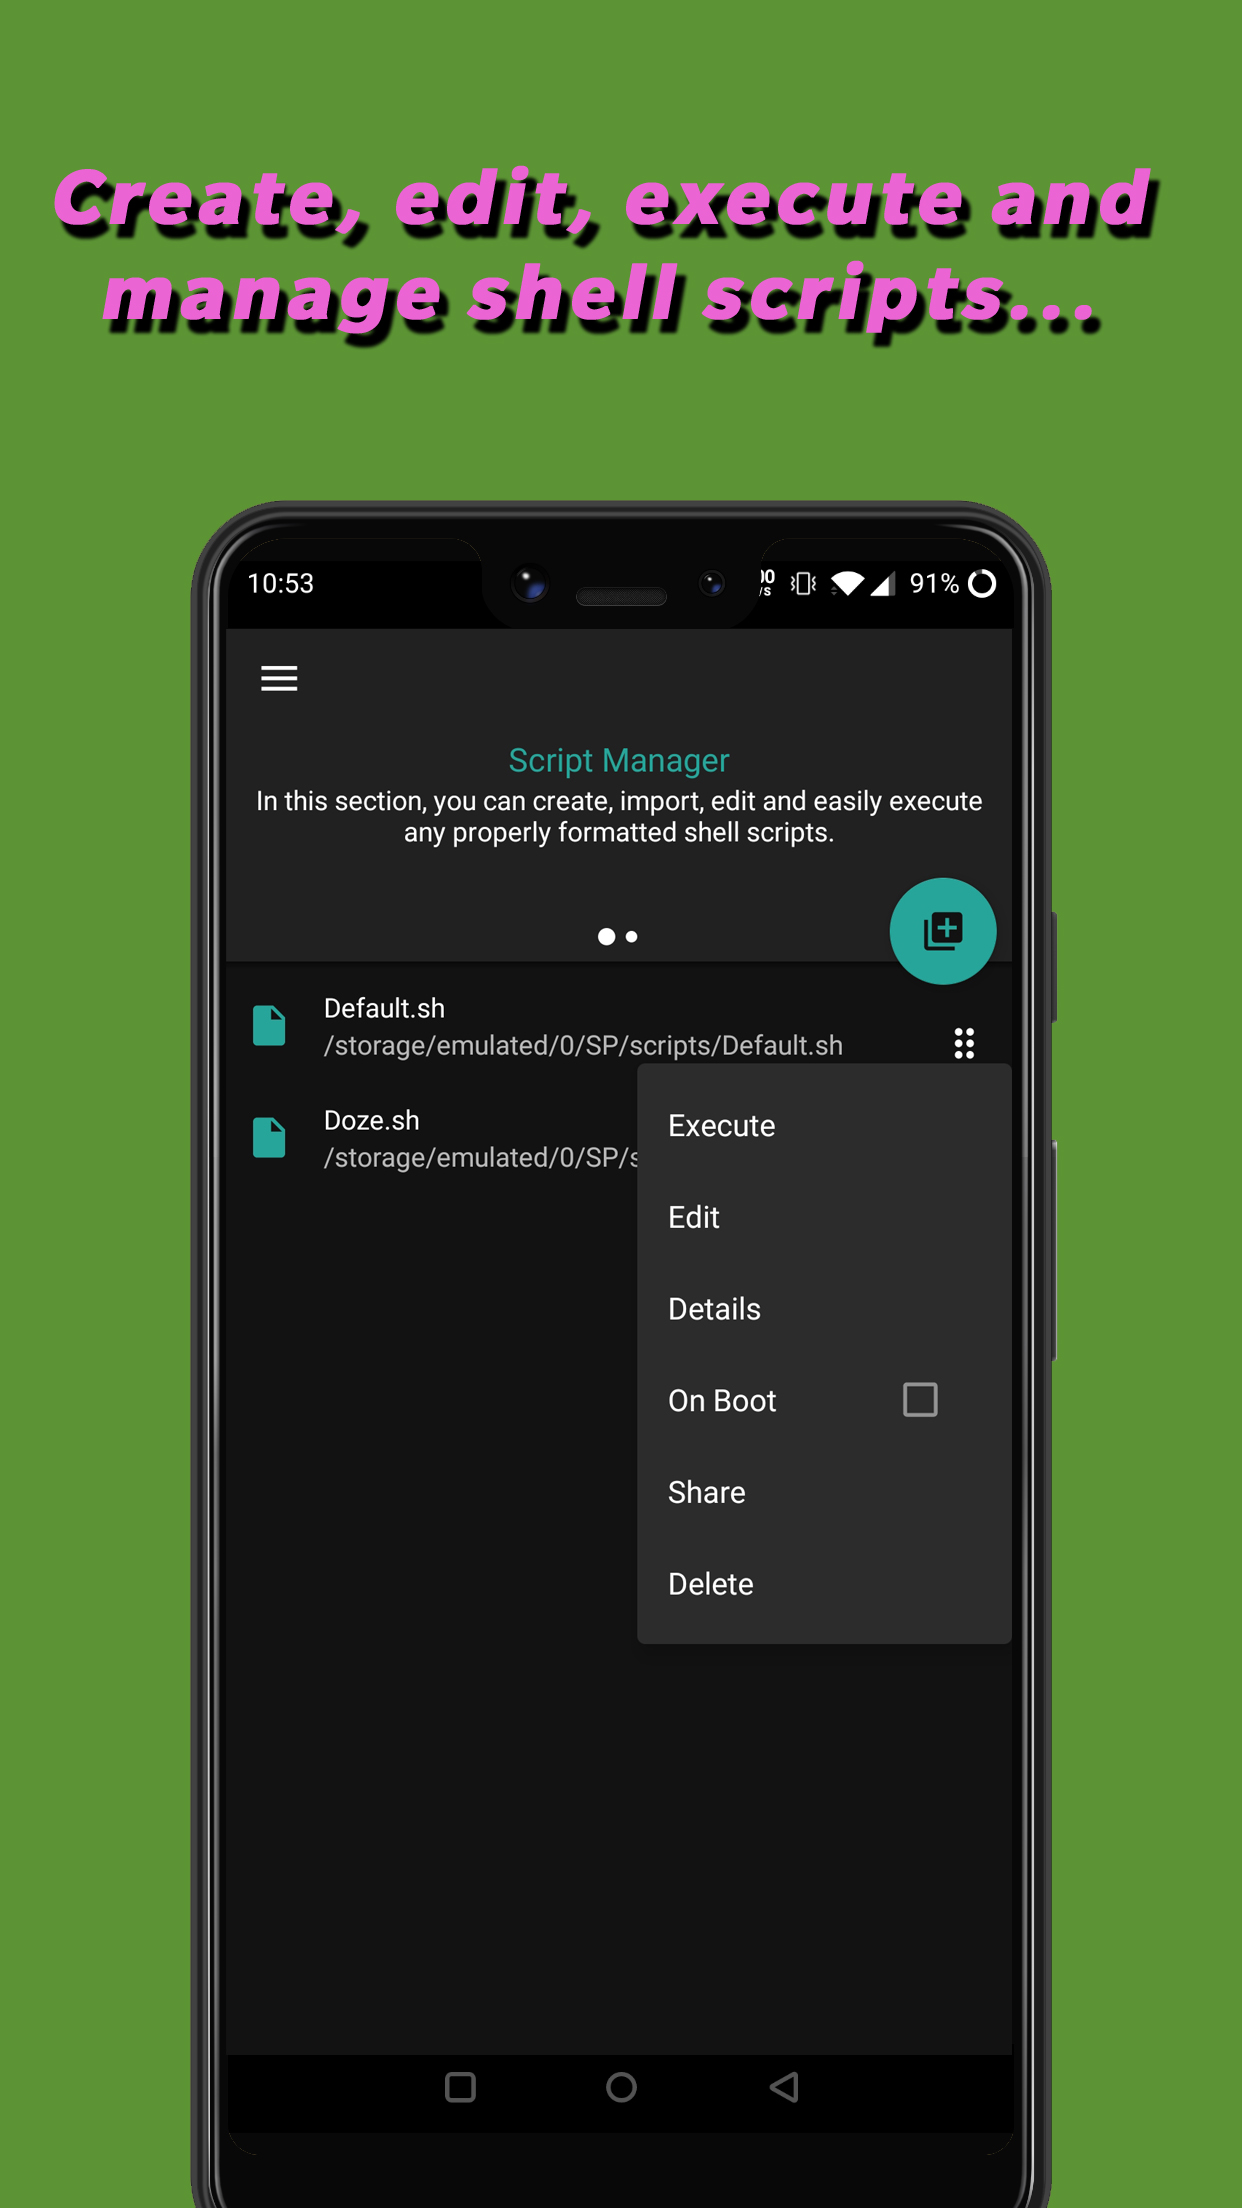 Create, edit, execute and
manage shell scripts...
10:53
91%
Script Manager
In this section, you can create, import, edit and easily execute
any properly formatted shell scripts.
Default.sh
/storage/emulated/0/SP/scripts/Default.sh
Doze.sh
/storage/emulated/0/SP/s
Execute
Edit
Details
On Boot
Share
Delete